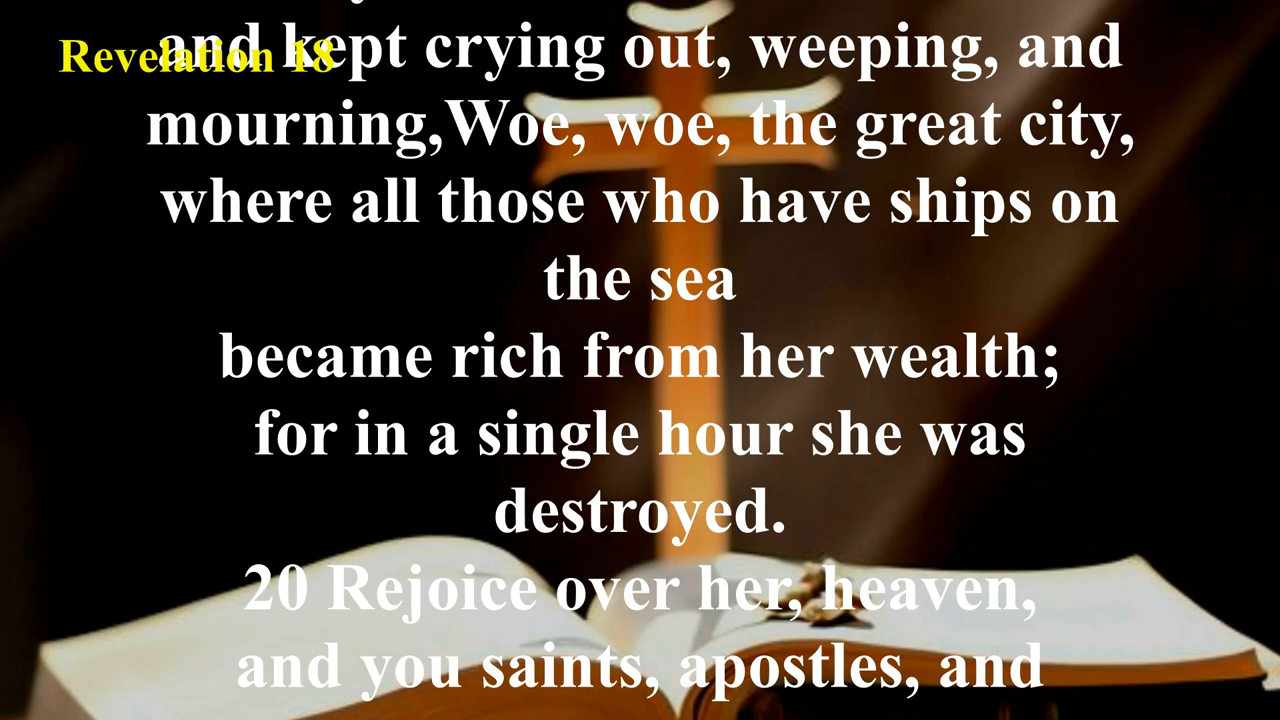 Revelation 18
and kept crying out, weeping, and
mourning,Woe, woe, the great city,
where all those who have ships on
the sea
became rich from her wealth;
for in a single hour she was
destroyed.
20 Rejoice over her, heaven,
and you saints, apostles, and